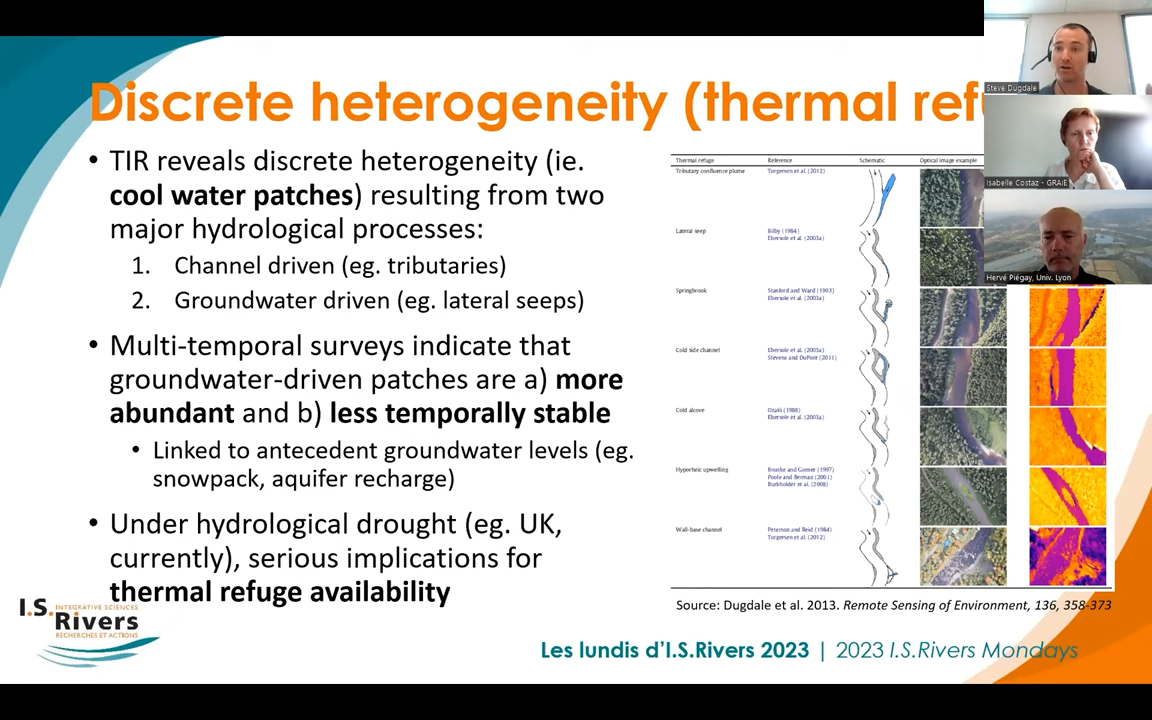 Discrete heterogeneity (thermal ref
• TIR reveals discrete heterogeneity (ie.
cool water patches) resulting from two
major hydrological processes:
1. Channel driven (eg. tributaries)
2. Groundwater driven (eg. lateral seeps)
• Multi-temporal surveys indicate that
groundwater-driven patches are a) more
abundant and b) less temporally stable
• Linked to antecedent groundwater levels (eg.
snowpack, aquifer recharge)
• Under hydrological drought (eg. UK,
currently), serious implications for
thermal refuge availability
Thermal refuge Reference Schematic Optical image example
Tributary confluence plume Torgersen et al. (2012)
Lateral seep Bilby (1984)
Ebersole et al. (2003a)
Springbrook Stanford and Ward (1993)
Ebersole et al. (2003a)
Cold side channel Ebersole et al. (2003a)
Stevens and DuPont (2011)
Cold alcove Ozaki (1988)
Ebersole et al. (2003a)
Hyporheic upwelling Brunke and Gonser (1997)
Poole and Berman (2001)
Burkholder et al. (2008)
Wall-base channel Peterson and Reid (1984)
Torgersen et al. (2012)
Source: Dugdale et al. 2013. Remote Sensing of Environment, 136, 358-373
Steve Dugdale
Isabelle Costaz - GRAIE
Hervé Piégay, Univ. Lyon
I.S. INTEGRATIVE SCIENCES
Rivers
RECHERCHES ET ACTIONS
Les lundis d'I.S.Rivers 2023 | 2023 I.S.Rivers Mondays